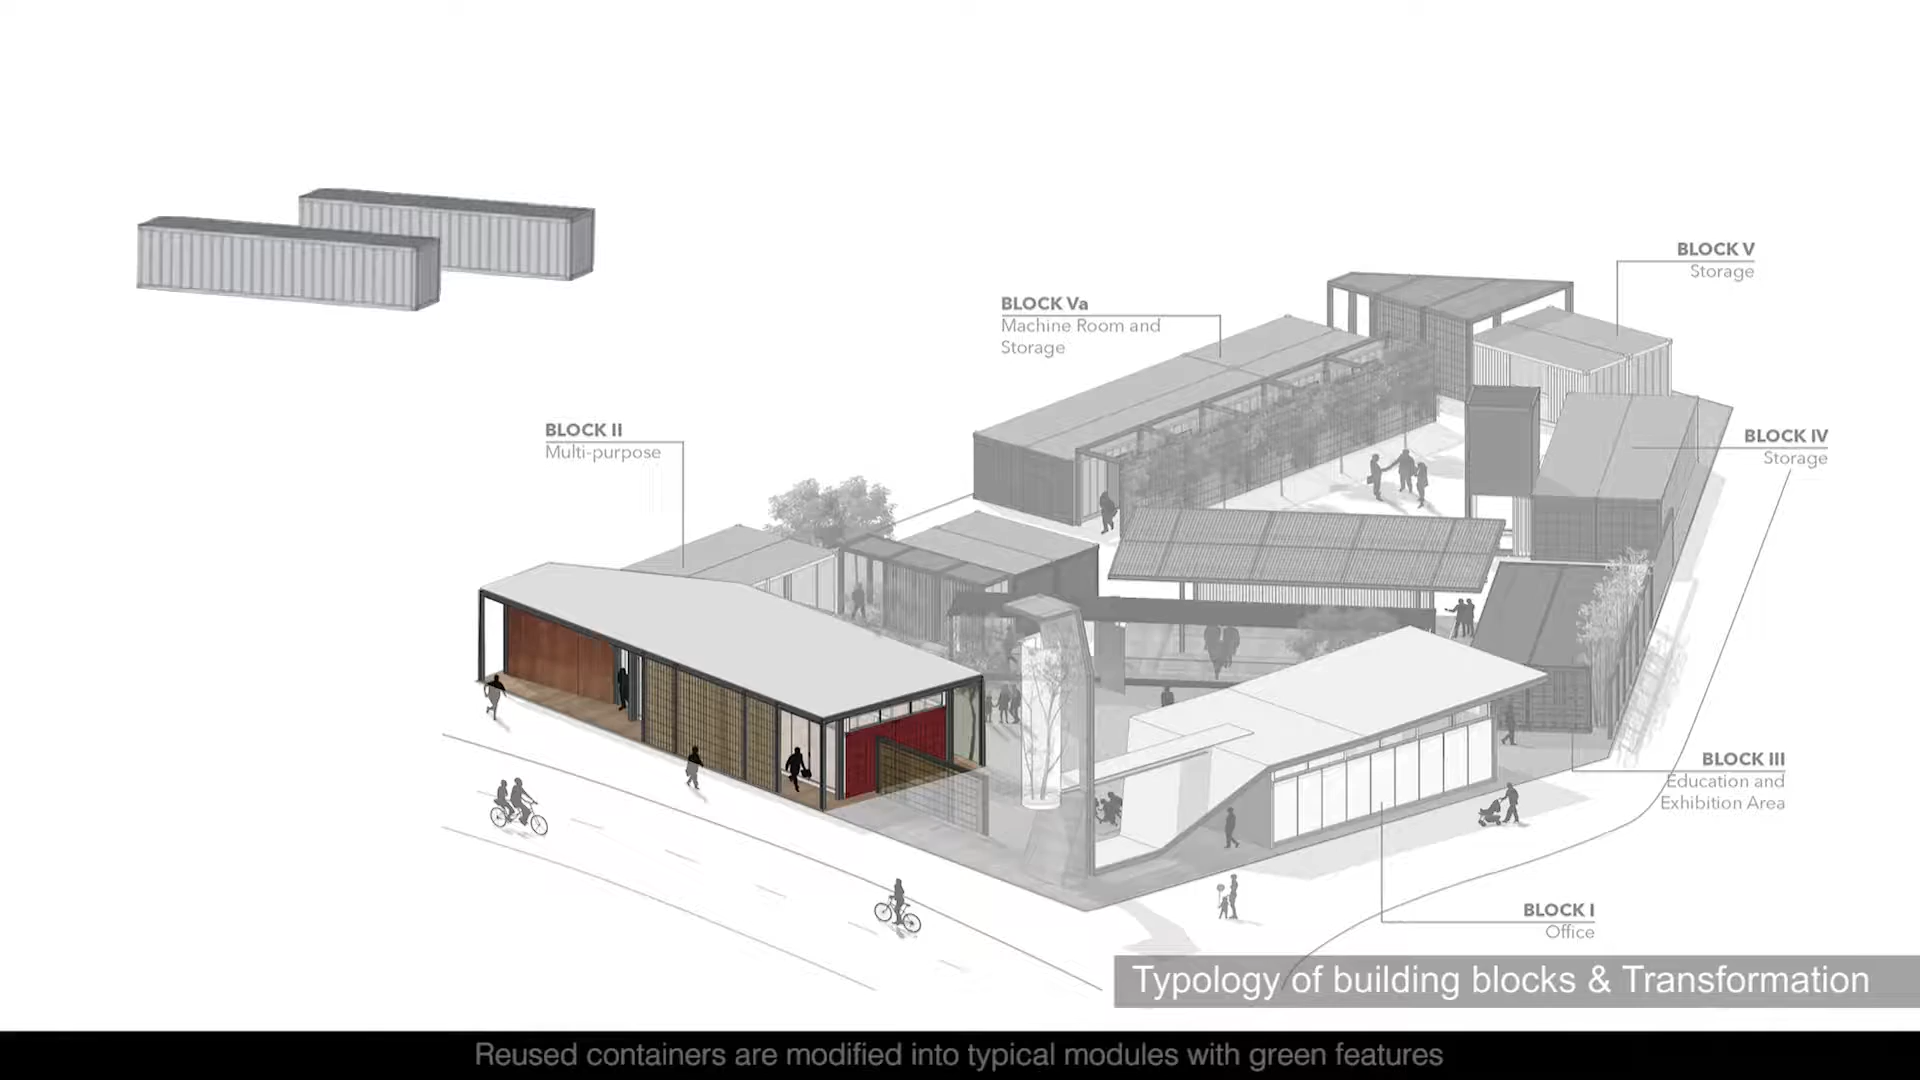 BLOCK V
Storage
BLOCK Va
Machine Room and
Storage
BLOCK II
Multi-purpose
BLOCK IV
Storage
BLOCK III
Education and
Exhibition Area
BLOCK I
Office
Typology of building blocks & Transformation
Reused containers are modified into typical modules with green features